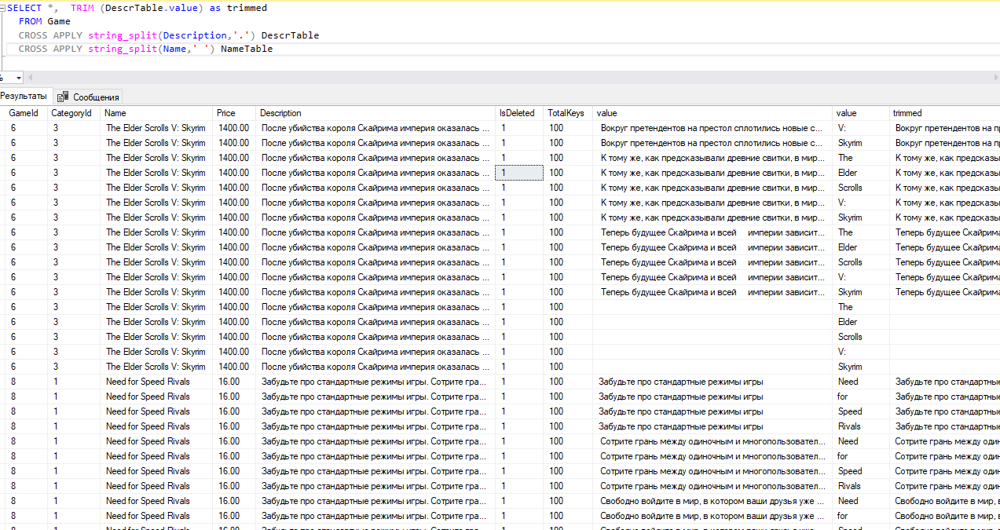 SELECT *, TRIM (DescrTable.value) as trimmed
FROM Game
CROSS APPLY string_split(Description,'.') DescrTable
CROSS APPLY string_split(Name,' ') NameTable
%
Результаты Сообщения
GameId CategoryId Name Price Description IsDeleted TotalKeys value value trimmed
6 3 The Elder Scrolls V: Skyrim 1400.00 После убийства короля Скайрима империя оказалась ... 1 100 Вокруг претендентов на престол сплотились новые с... V: Вокруг претендентов на п
6 3 The Elder Scrolls V: Skyrim 1400.00 После убийства короля Скайрима империя оказалась ... 1 100 Вокруг претендентов на престол сплотились новые с... Skyrim Вокруг претендентов на п
6 3 The Elder Scrolls V: Skyrim 1400.00 После убийства короля Скайрима империя оказалась ... 1 100 К тому же, как предсказывали древние свитки, в мир... The К тому же, как предсказы
6 3 The Elder Scrolls V: Skyrim 1400.00 После убийства короля Скайрима империя оказалась ... 1 100 К тому же, как предсказывали древние свитки, в мир... Elder К тому же, как предсказы
6 3 The Elder Scrolls V: Skyrim 1400.00 После убийства короля Скайрима империя оказалась ... 1 100 К тому же, как предсказывали древние свитки, в мир... Scrolls К тому же, как предсказы
6 3 The Elder Scrolls V: Skyrim 1400.00 После убийства короля Скайрима империя оказалась ... 1 100 К тому же, как предсказывали древние свитки, в мир... V: К тому же, как предсказы
6 3 The Elder Scrolls V: Skyrim 1400.00 После убийства короля Скайрима империя оказалась ... 1 100 К тому же, как предсказывали древние свитки, в мир... Skyrim К тому же, как предсказы
6 3 The Elder Scrolls V: Skyrim 1400.00 После убийства короля Скайрима империя оказалась ... 1 100 Теперь будущее Скайрима и всей империи зависит... The Теперь будущее Скайрима
6 3 The Elder Scrolls V: Skyrim 1400.00 После убийства короля Скайрима империя оказалась ... 1 100 Теперь будущее Скайрима и всей империи зависит... Elder Теперь будущее Скайрима
6 3 The Elder Scrolls V: Skyrim 1400.00 После убийства короля Скайрима империя оказалась ... 1 100 Теперь будущее Скайрима и всей империи зависит... Scrolls Теперь будущее Скайрима
6 3 The Elder Scrolls V: Skyrim 1400.00 После убийства короля Скайрима империя оказалась ... 1 100 Теперь будущее Скайрима и всей империи зависит... V: Теперь будущее Скайрима
6 3 The Elder Scrolls V: Skyrim 1400.00 После убийства короля Скайрима империя оказалась ... 1 100 Теперь будущее Скайрима и всей империи зависит... Skyrim Теперь будущее Скайрима
6 3 The Elder Scrolls V: Skyrim 1400.00 После убийства короля Скайрима империя оказалась ... 1 100 The
6 3 The Elder Scrolls V: Skyrim 1400.00 После убийства короля Скайрима империя оказалась ... 1 100 Elder
6 3 The Elder Scrolls V: Skyrim 1400.00 После убийства короля Скайрима империя оказалась ... 1 100 Scrolls
6 3 The Elder Scrolls V: Skyrim 1400.00 После убийства короля Скайрима империя оказалась ... 1 100 V:
6 3 The Elder Scrolls V: Skyrim 1400.00 После убийства короля Скайрима империя оказалась ... 1 100 Skyrim
8 1 Need for Speed Rivals 16.00 Забудьте про стандартные режимы игры. Сотрите гра... 1 100 Забудьте про стандартные режимы игры Need Забудьте про стандартные
8 1 Need for Speed Rivals 16.00 Забудьте про стандартные режимы игры. Сотрите гра... 1 100 Забудьте про стандартные режимы игры for Забудьте про стандартные
8 1 Need for Speed Rivals 16.00 Забудьте про стандартные режимы игры. Сотрите гра... 1 100 Забудьте про стандартные режимы игры Speed Забудьте про стандартные
8 1 Need for Speed Rivals 16.00 Забудьте про стандартные режимы игры. Сотрите гра... 1 100 Забудьте про стандартные режимы игры Rivals Забудьте про стандартные
8 1 Need for Speed Rivals 16.00 Забудьте про стандартные режимы игры. Сотрите гра... 1 100 Сотрите грань между одиночным и многопользовател... Need Сотрите грань между один
8 1 Need for Speed Rivals 16.00 Забудьте про стандартные режимы игры. Сотрите гра... 1 100 Сотрите грань между одиночным и многопользовател... for Сотрите грань между один
8 1 Need for Speed Rivals 16.00 Забудьте про стандартные режимы игры. Сотрите гра... 1 100 Сотрите грань между одиночным и многопользовател... Speed Сотрите грань между один
8 1 Need for Speed Rivals 16.00 Забудьте про стандартные режимы игры. Сотрите гра... 1 100 Сотрите грань между одиночным и многопользовател... Rivals Сотрите грань между один
8 1 Need for Speed Rivals 16.00 Забудьте про стандартные режимы игры. Сотрите гра... 1 100 Свободно войдите в мир, в котором ваши друзья уже ... Need Свободно войдите в мир, в
8 1 Need for Speed Rivals 16.00 Забудьте про стандартные режимы игры. Сотрите гра... 1 100 Свободно войдите в мир, в котором ваши друзья уже ... for Свободно войдите в мир, в